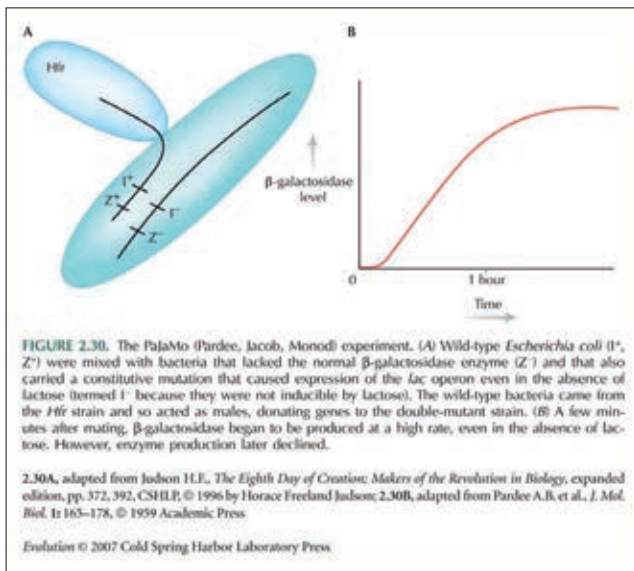 A
B
Hfr
I⁺
Z⁺
I⁻
Z⁻
β-galactosidase
level
0
1 hour
Time
FIGURE 2.30. The PaJaMo (Pardee, Jacob, Monod) experiment. (A) Wild-type Escherichia coli (I⁺,
Z⁺) were mixed with bacteria that lacked the normal β-galactosidase enzyme (Z⁻) and that also
carried a constitutive mutation that caused expression of the lac operon even in the absence of
lactose (termed I⁻ because they were not inducible by lactose). The wild-type bacteria came from
the Hfr strain and so acted as males, donating genes to the double-mutant strain. (B) A few min-
utes after mating, β-galactosidase began to be produced at a high rate, even in the absence of lac-
tose. However, enzyme production later declined.
2.30A, adapted from Judson H.F., The Eighth Day of Creation: Makers of the Revolution in Biology, expanded
edition, pp. 372, 392, CSHLP, © 1996 by Horace Freeland Judson; 2.30B, adapted from Pardee A.B. et al., J. Mol.
Biol. 1: 165–178, © 1959 Academic Press
Evolution © 2007 Cold Spring Harbor Laboratory Press